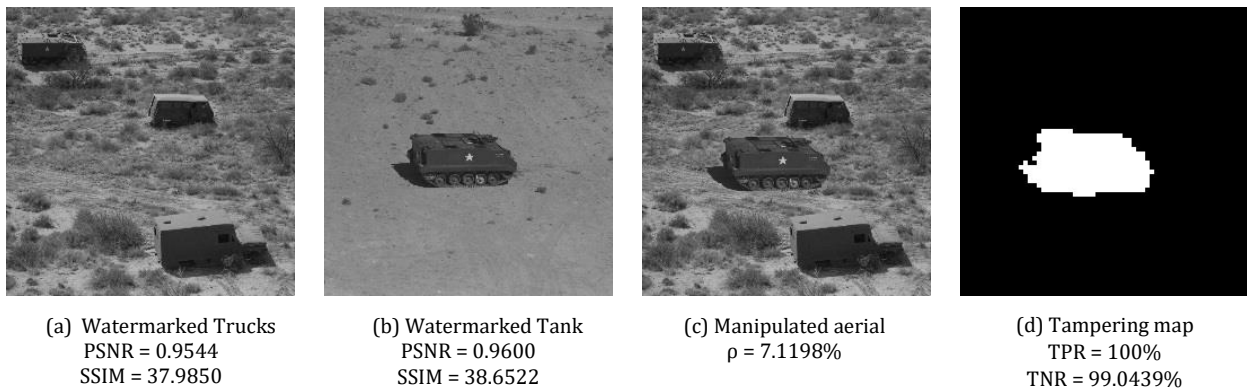 (a) Watermarked Trucks
PSNR = 0.9544
SSIM = 37.9850
(b) Watermarked Tank
PSNR = 0.9600
SSIM = 38.6522
(c) Manipulated aerial
ρ = 7.1198%
(d) Tampering map
TPR = 100%
TNR = 99.0439%